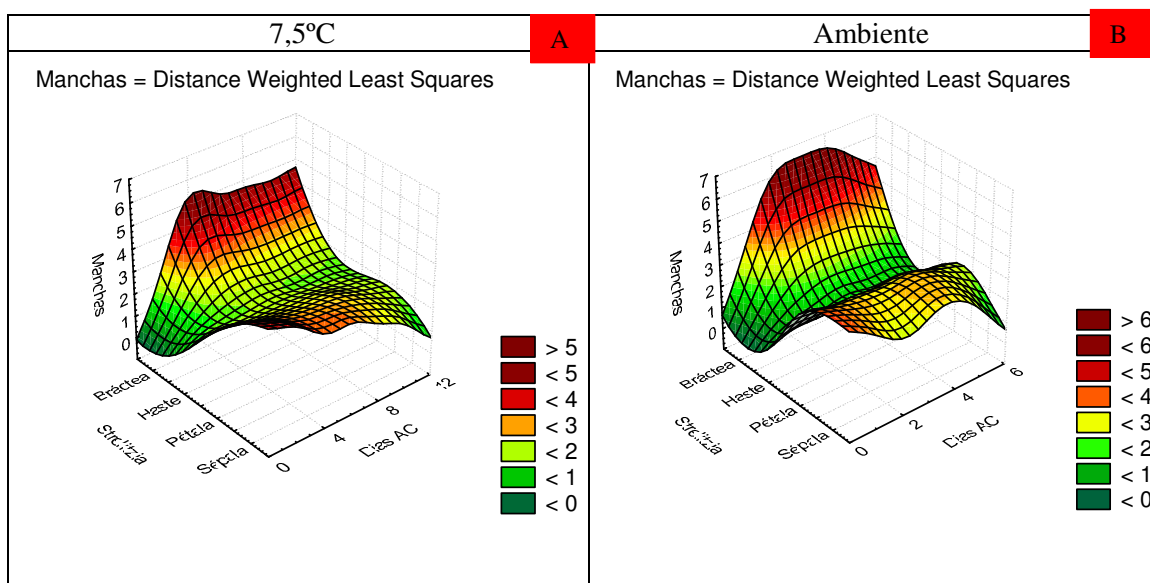 7,5ºC
A
Ambiente
B
Manchas = Distance Weighted Least Squares
Manchas = Distance Weighted Least Squares
7
6
5
4
3
2
1
0
Manchas
Bráctea
Haste
Pétala
Sépala
Strelitzia
0
4
8
12
Dias AC
> 5
< 5
< 4
< 3
< 2
< 1
< 0
7
6
5
4
3
2
1
0
Manchas
Bráctea
Haste
Pétala
Sépala
Strelitzia
0
2
4
6
Dias AC
> 6
< 6
< 5
< 4
< 3
< 2
< 1
< 0